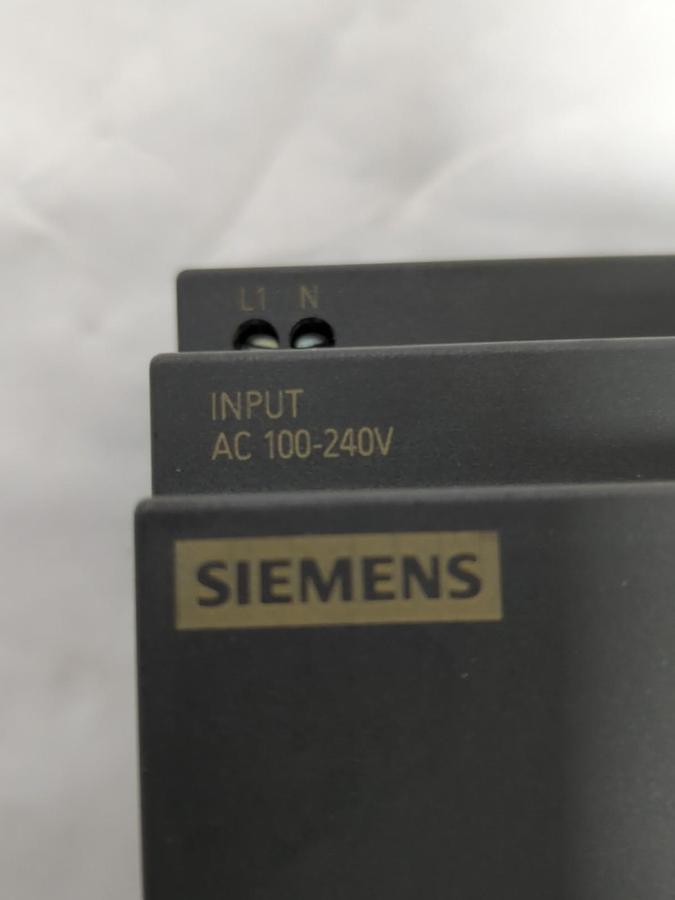 L1 N
INPUT
AC 100-240V
SIEMENS